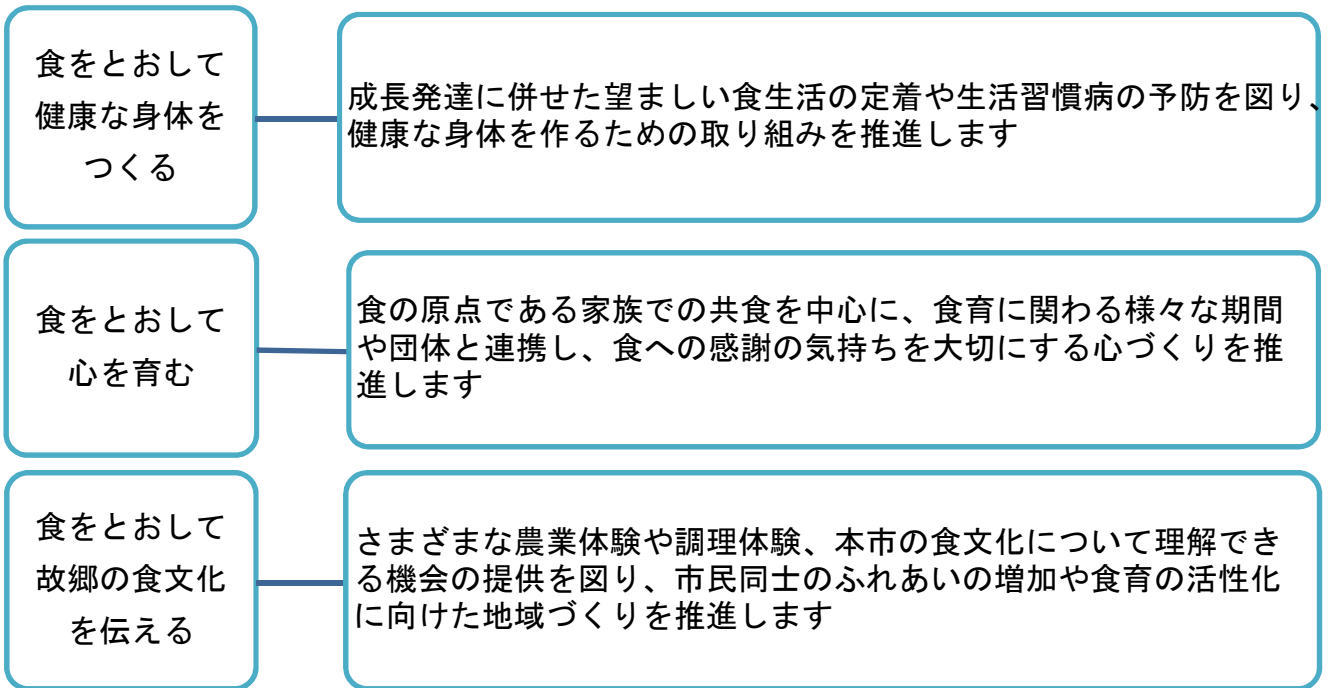 食をとおして
健康な身体を
つくる
成長発達に併せた望ましい食生活の定着や生活習慣病の予防を図り、
健康な身体を作るための取り組みを推進します
食をとおして
心を育む
食の原点である家族での共食を中心に、食育に関わる様々な期間
や団体と連携し、食への感謝の気持ちを大切にする心づくりを推
進します
食をとおして
故郷の食文化
を伝える
さまざまな農業体験や調理体験、本市の食文化について理解でき
る機会の提供を図り、市民同士のふれあいの増加や食育の活性化
に向けた地域づくりを推進します